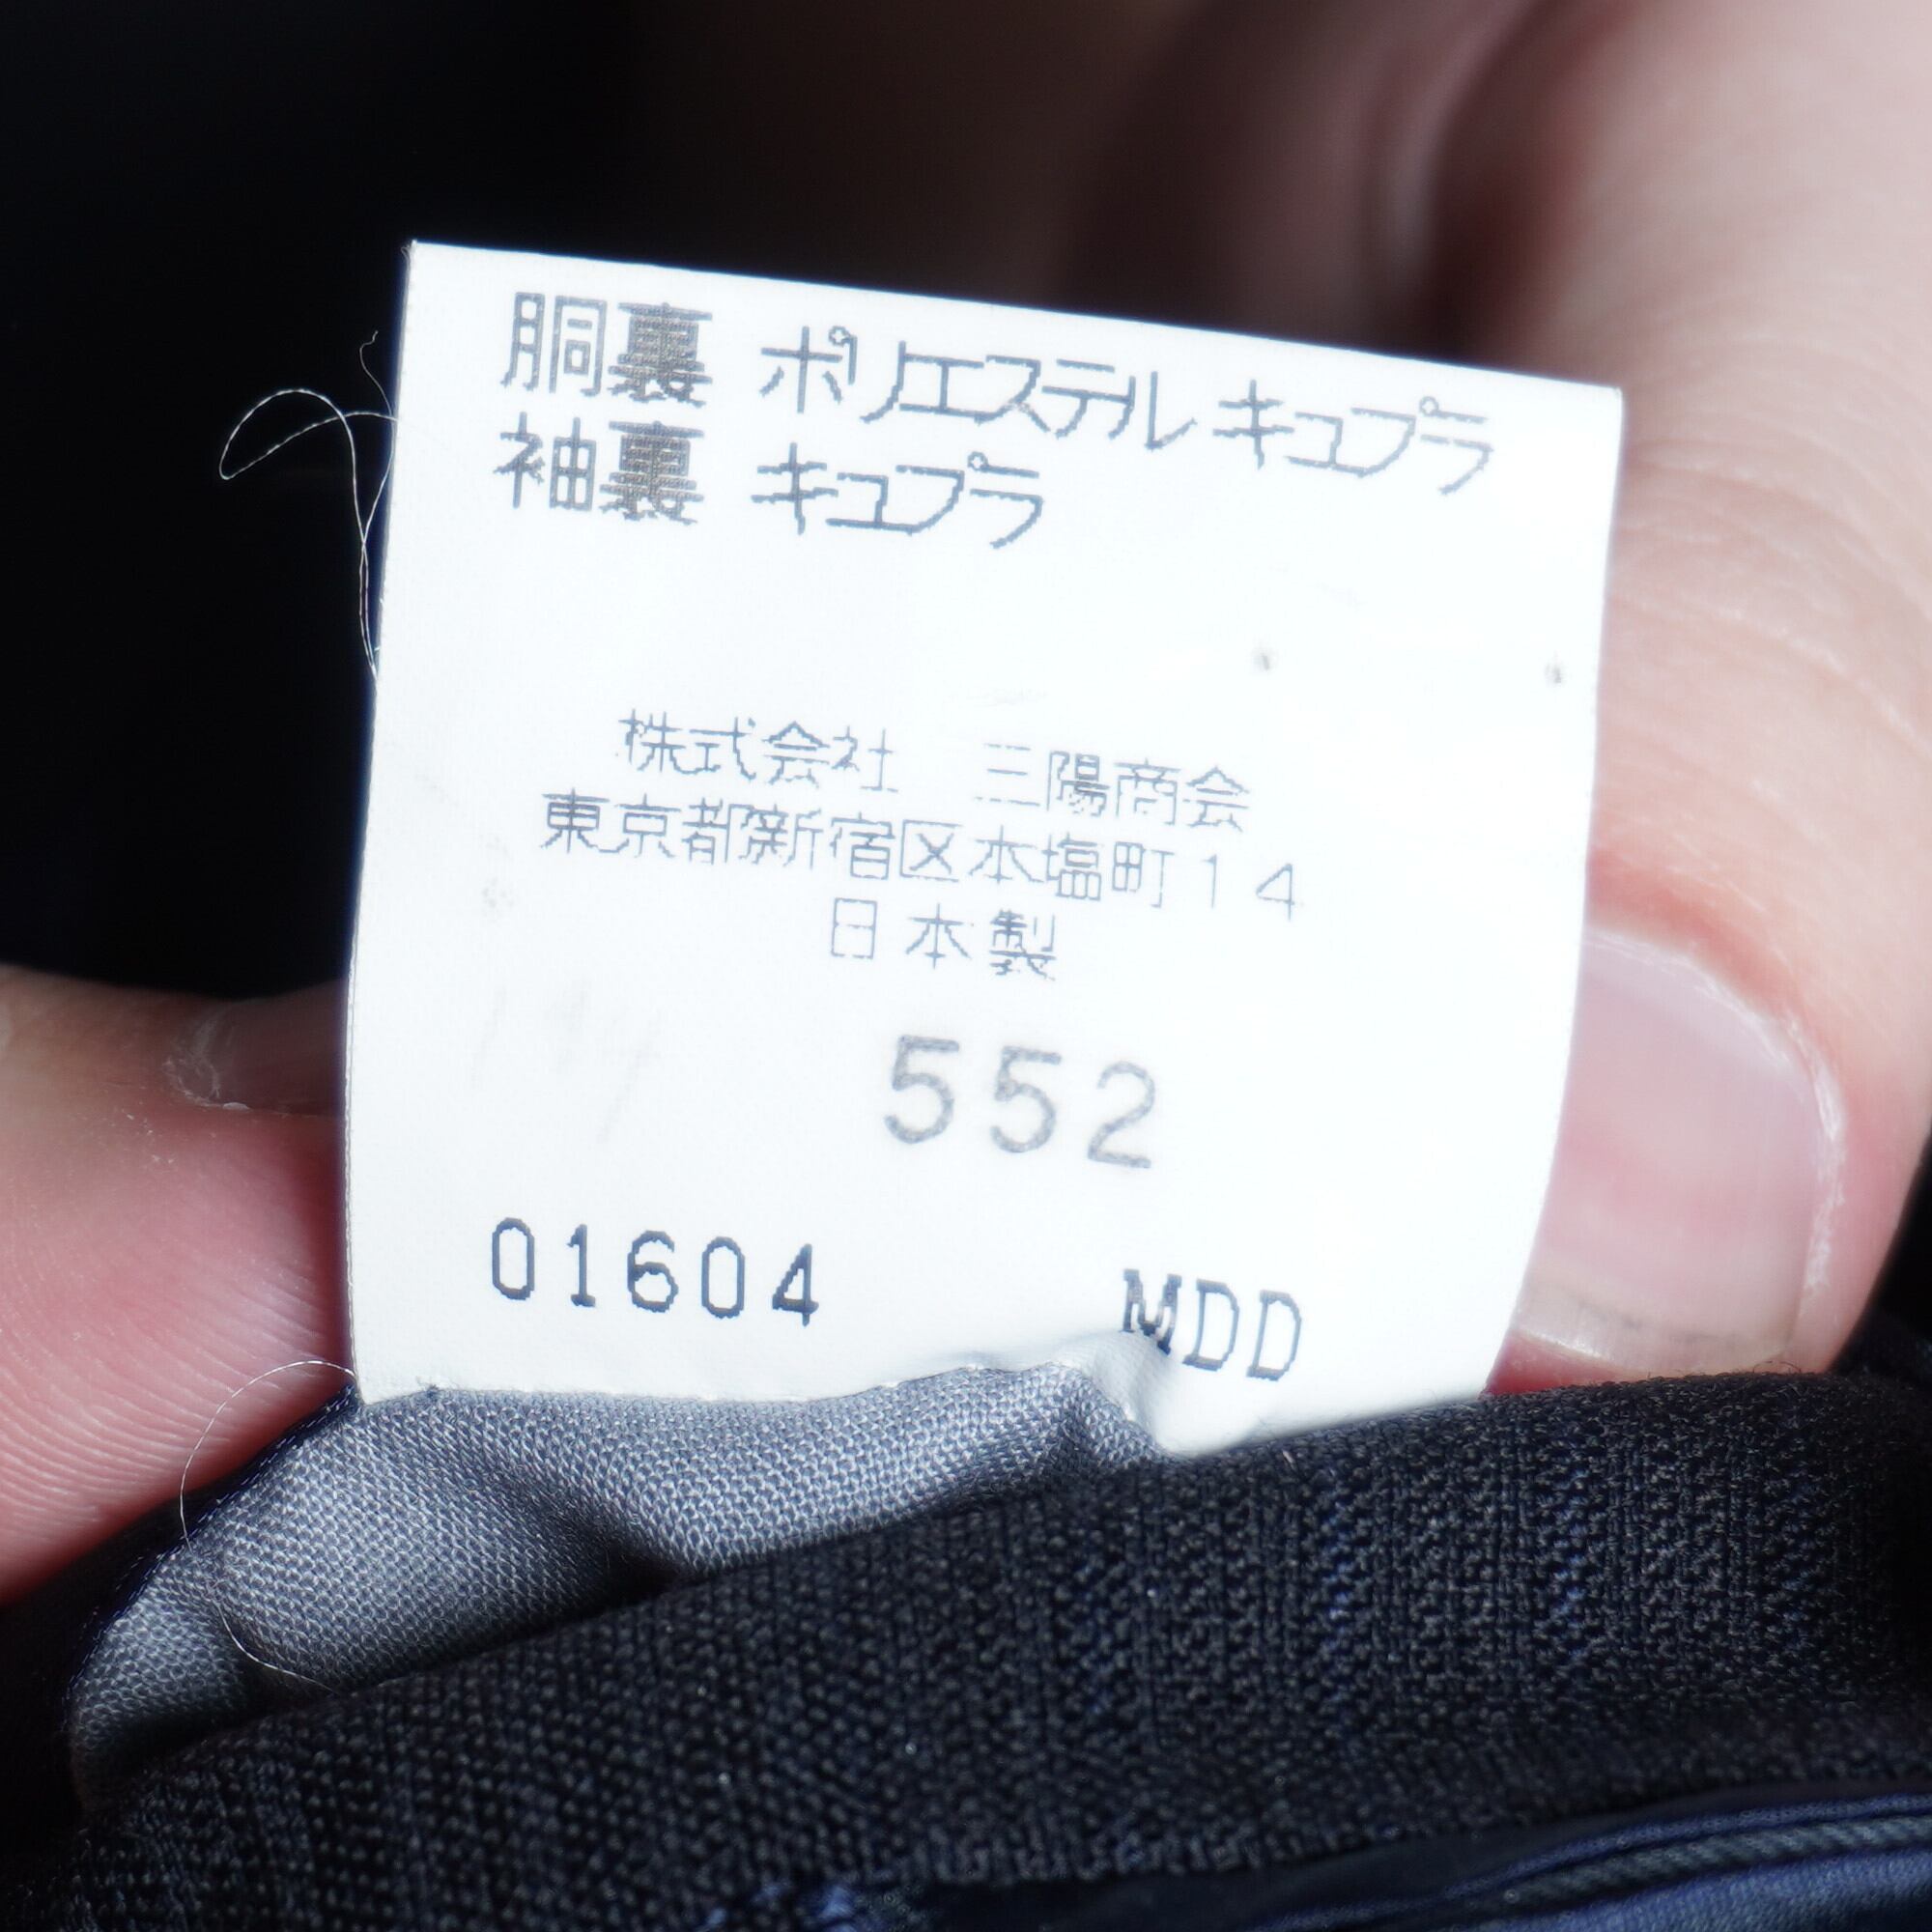 胴裏 ポリエステル キュプラ
袖裏 キュプラ
株式会社 三陽商会
東京都新宿区本塩町14
日本製
552
01604 MDD